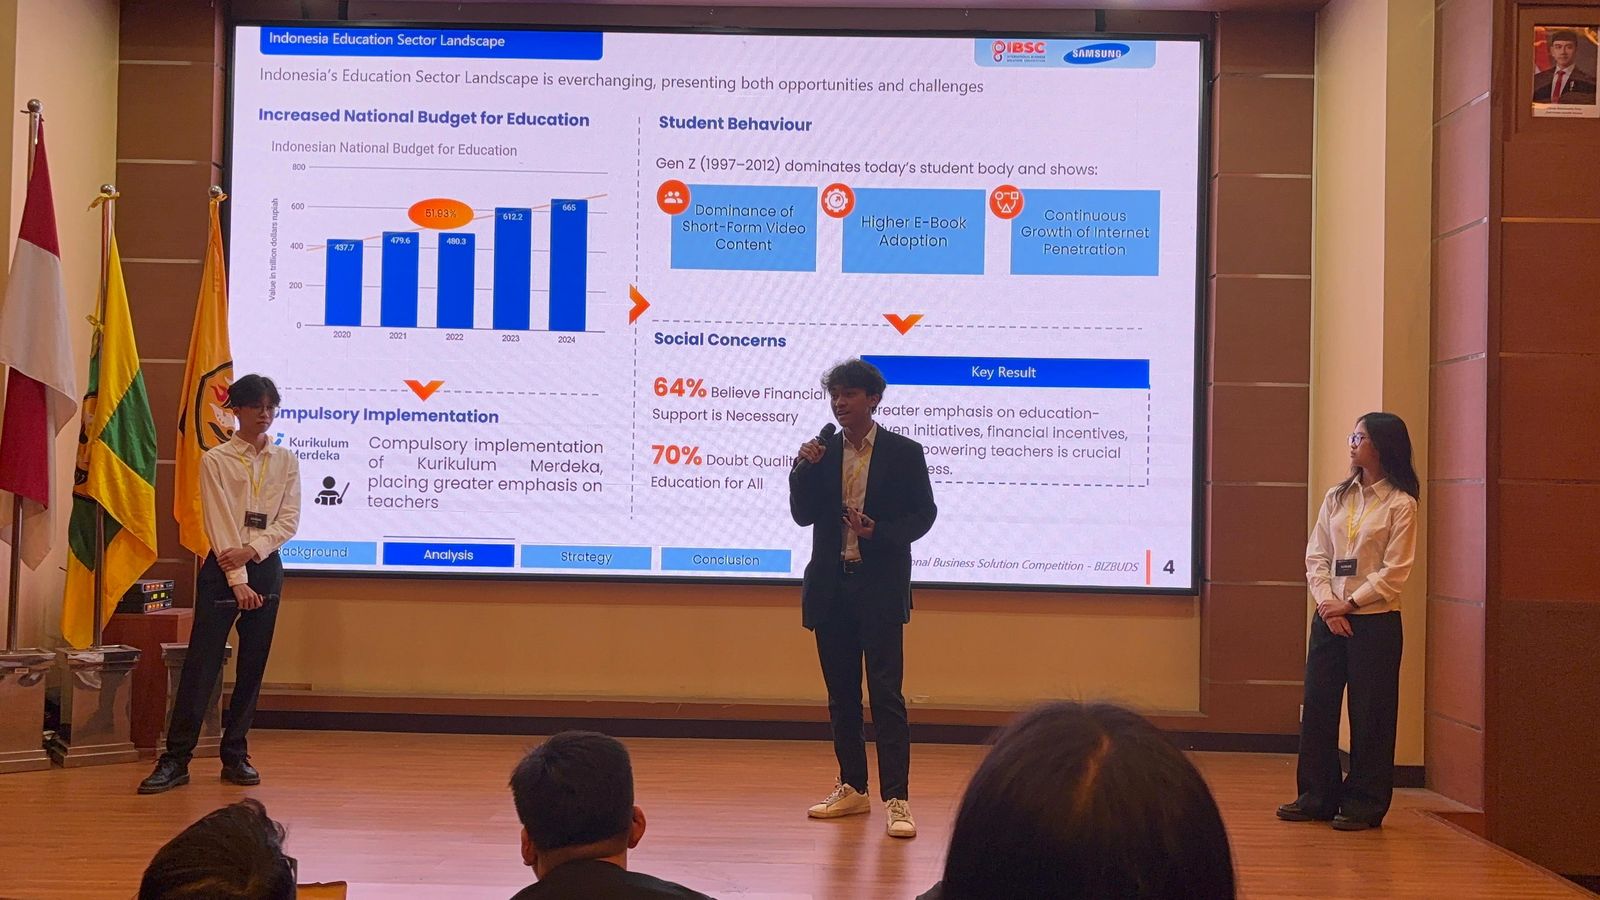 Indonesia Education Sector Landscape
IBSC
SAMSUNG
Indonesia's Education Sector Landscape is everchanging, presenting both opportunities and challenges
Increased National Budget for Education
Indonesian National Budget for Education
Value in trillion dollars rupiah
800
600
400
200
0
51.93%
437.7
479.6
480.3
612.2
665
2020
2021
2022
2023
2024
mpulsory Implementation
Kurikulum
Merdeka
Compulsory implementation
of Kurikulum Merdeka,
placing greater emphasis on
teachers
Student Behaviour
Gen Z (1997–2012) dominates today's student body and shows:
Dominance of
Short-Form Video
Content
Higher E-Book
Adoption
Continuous
Growth of Internet
Penetration
Social Concerns
64% Believe Financial
Support is Necessary
70% Doubt Qualit
Education for All
Key Result
reater emphasis on education-
ven initiatives, financial incentives,
powering teachers is crucial
ess.
ackground
Analysis
Strategy
Conclusion
onal Business Solution Competition - BIZBUDS
4